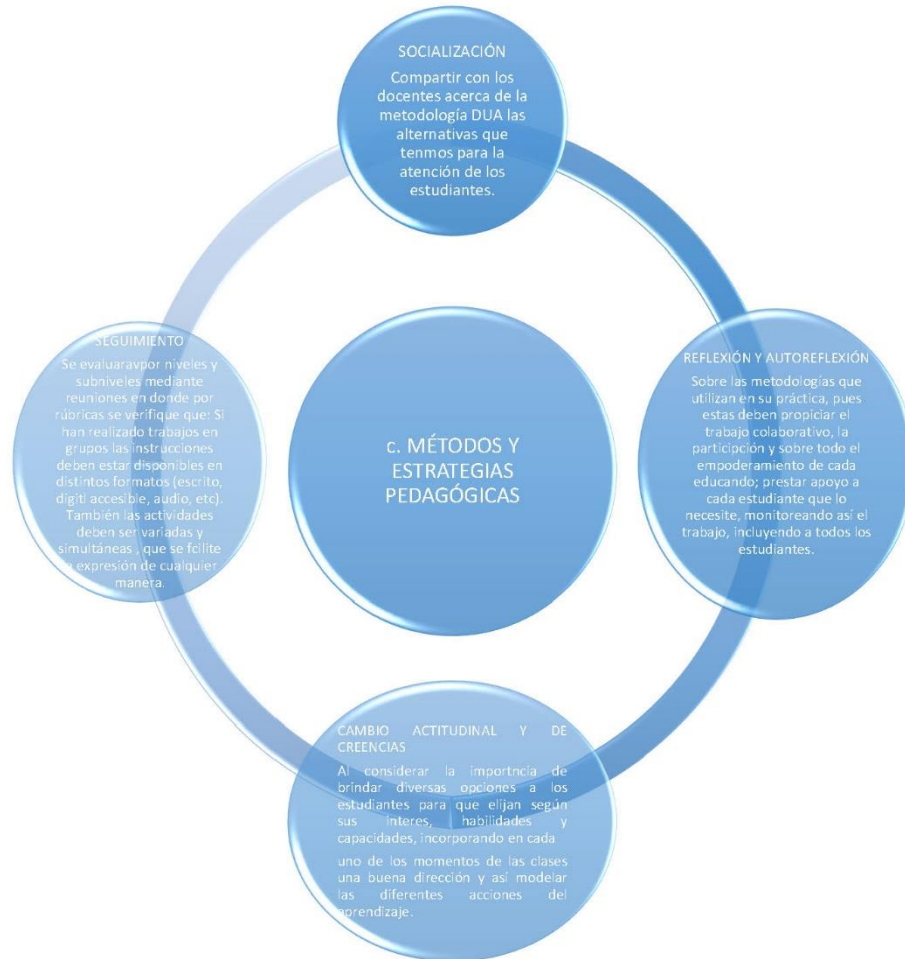 SOCIALIZACIÓN
Compartir con los
docentes acerca de la
metodología DUA las
alternativas que
tenmos para la
atención de los
estudiantes.
REFLEXIÓN Y AUTOREFLEXIÓN
Sobre las metodologías que
utilizan en su práctica, pues
estas deben propiciar el
trabajo colaborativo, la
participción y sobre todo el
empoderamiento de cada
educando; prestar apoyo a
cada estudiante que lo
necesite, monitoreando así el
trabajo, incluyendo a todos los
estudiantes.
CAMBIO ACTITUDINAL Y DE
CREENCIAS
Al considerar la importncia de
brindar diversas opciones a los
estudiantes para que elijan según
sus interes, habilidades y
capacidades, incorporando en cada
uno de los momentos de las clases
una buena dirección y así modelar
las diferentes acciones del
aprendizaje.
SEGUIMIENTO
Se evaluaravpor niveles y
subniveles mediante
reuniones en donde por
rúbricas se verifique que: Si
han realizado trabajos en
grupos las instrucciones
deben estar disponibles en
distintos formatos (escrito,
digiti accesible, audio, etc).
También las actividades
deben ser variadas y
simultáneas , que se fcilite
la expresión de cualquier
manera.
c. MÉTODOS Y
ESTRATEGIAS
PEDAGÓGICAS